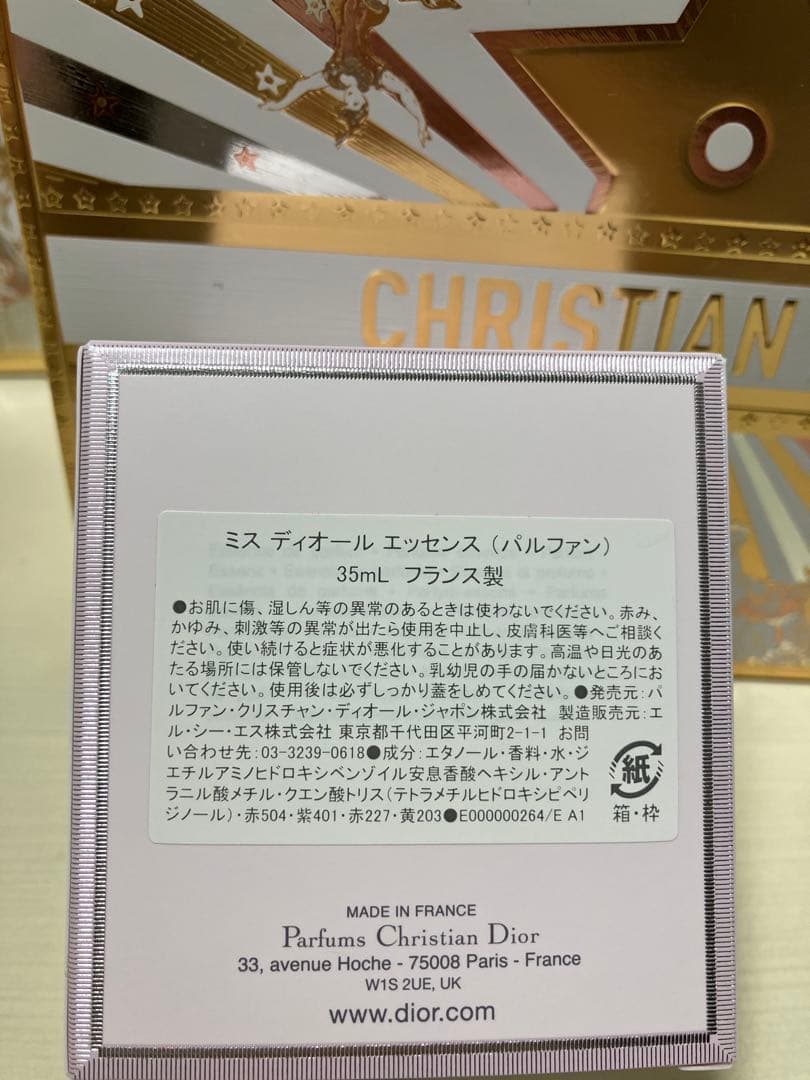 CHRISTIAN
ミス ディオール エッセンス（パルファン）
35mL フランス製
●お肌に傷、湿しん等の異常のあるときは使わないでください。赤み、
かゆみ、刺激等の異常が出たら使用を中止し、皮膚科医等へご相談く
ださい。使い続けると症状が悪化することがあります。高温や日光のあ
たる場所には保管しないでください。乳幼児の手の届かないところにお
いてください。使用後は必ずしっかり蓋をしめてください。●発売元：パ
ルファン・クリスチャン・ディオール・ジャポン株式会社 製造販売元：エ
ル・シー・エス株式会社 東京都千代田区平河町2-1-1 お問
い合わせ先：03-3239-0618●成分：エタノール・香料・水・ジ
エチルアミノヒドロキシベンゾイル安息香酸ヘキシル・アント
ラニル酸メチル・クエン酸トリス（テトラメチルヒドロキシピペリ
ジノール）・赤504・紫401・赤227・黄203●E000000264/E A1
紙
箱・枠
MADE IN FRANCE
Parfums Christian Dior
33, avenue Hoche - 75008 Paris - France
W1S 2UE, UK
www.dior.com